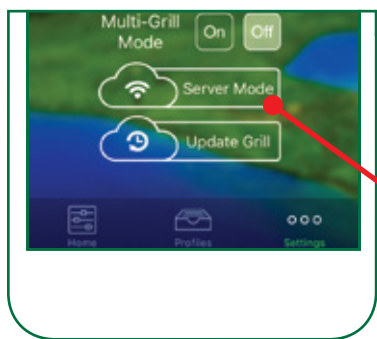 Multi-Grill
Mode
On Off
Server Mode
Update Grill
Home Profiles Settings